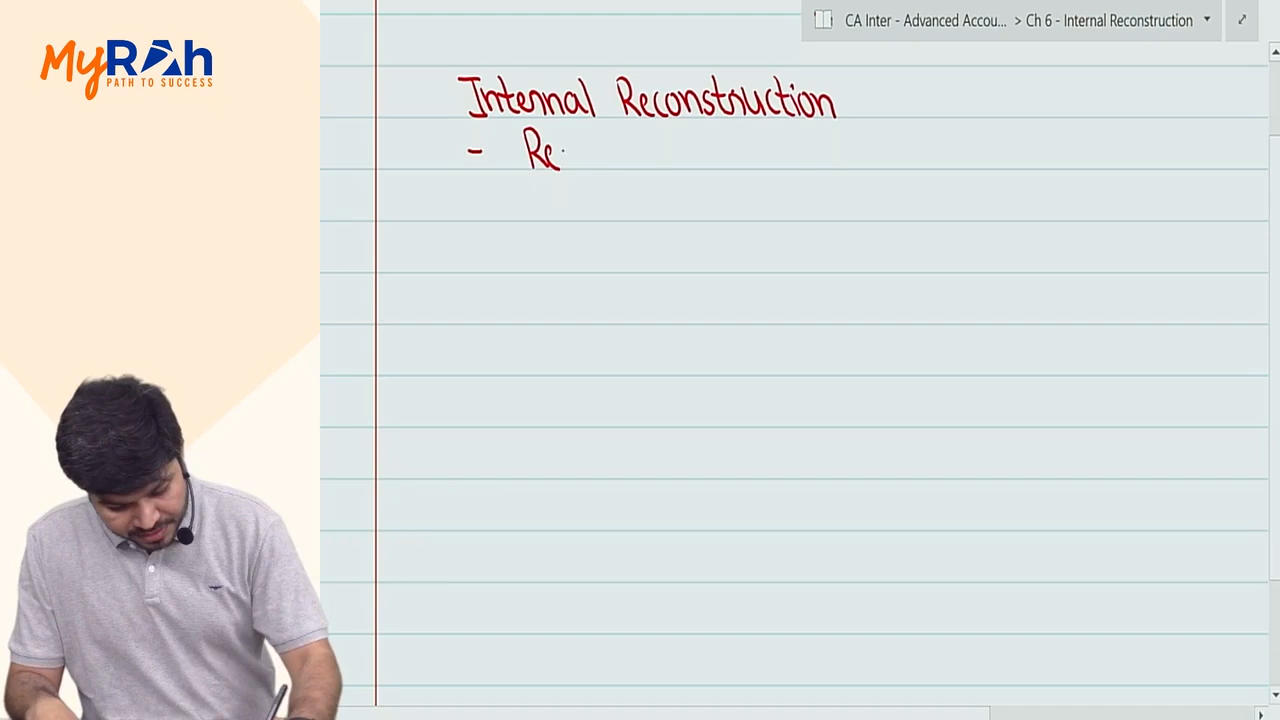 MyRAh
PATH TO SUCCESS
CA Inter - Advanced Accou... > Ch 6 - Internal Reconstruction
Internal Reconstruction
- Re